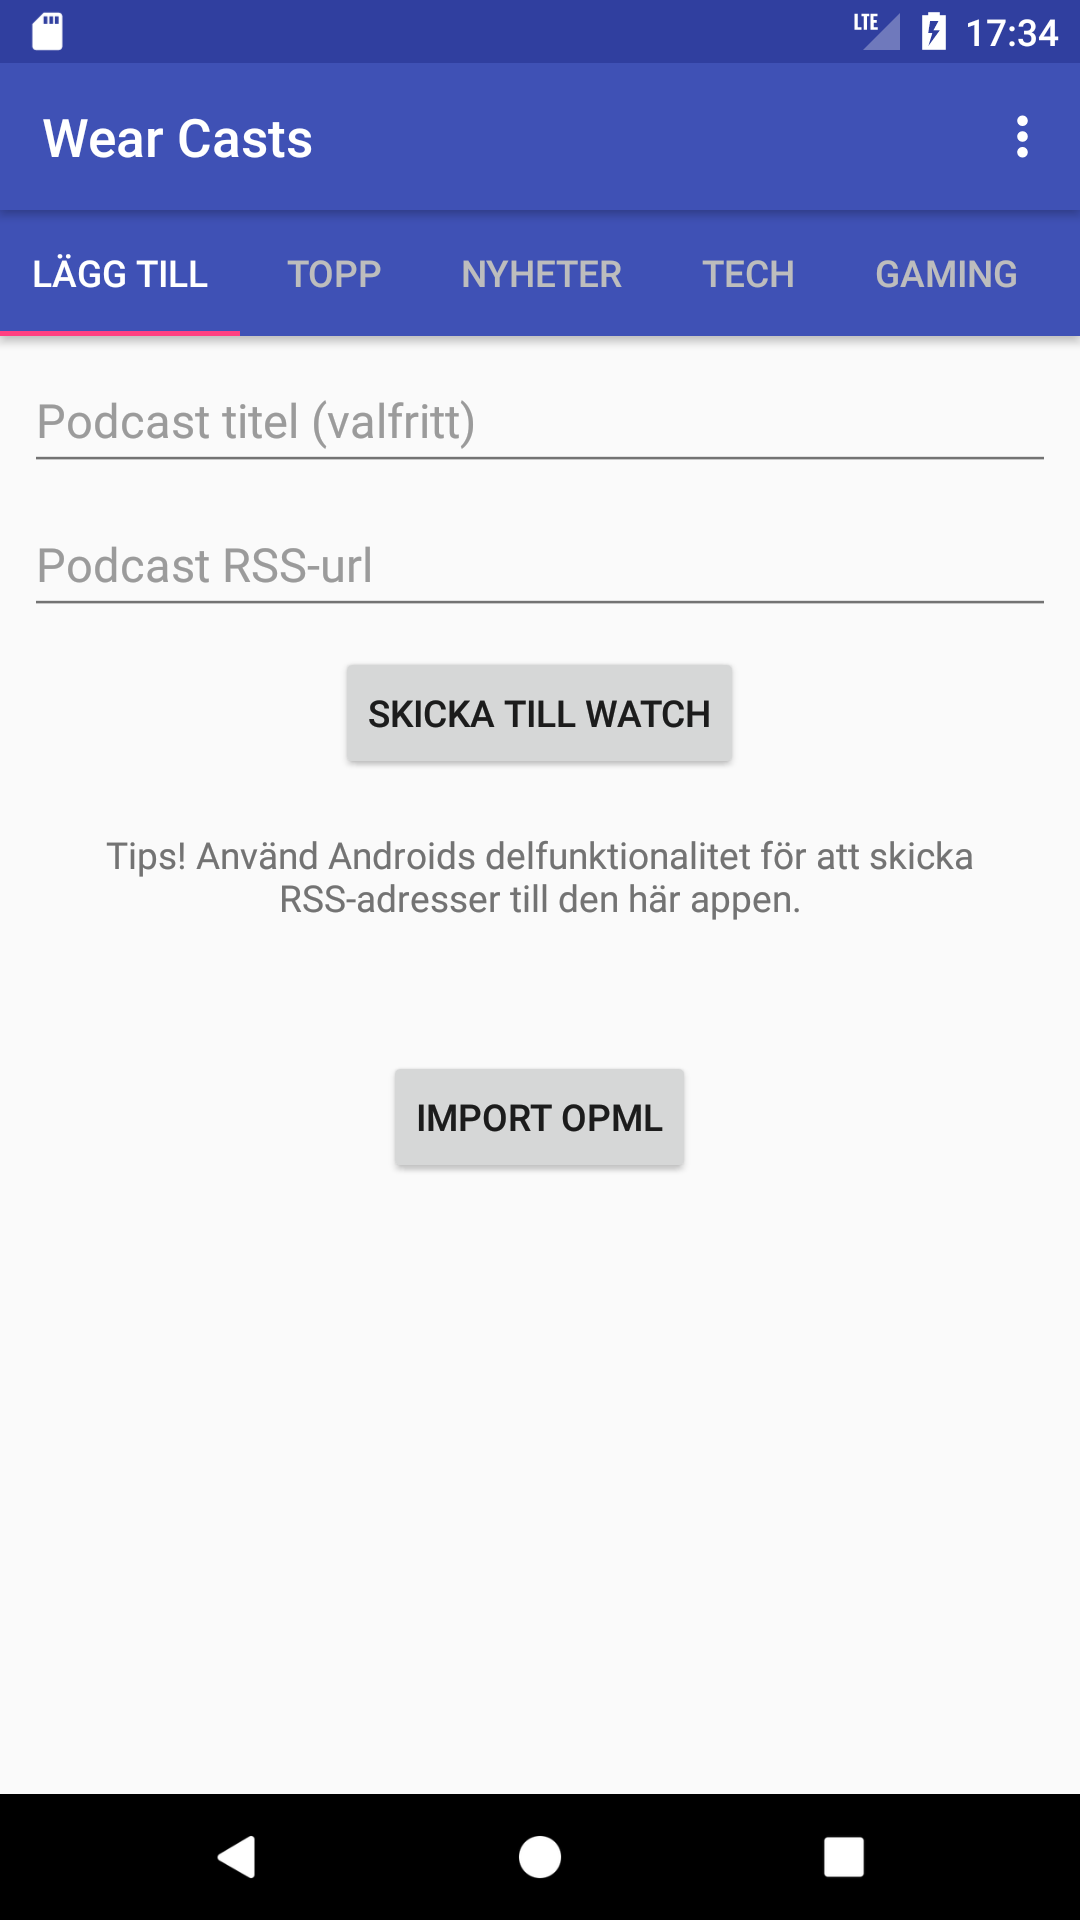 LTE 17:34
Wear Casts
LÄGG TILL TOPP NYHETER TECH GAMING
Podcast titel (valfritt)
Podcast RSS-url
SKICKA TILL WATCH
Tips! Använd Androids delfunktionalitet för att skicka
RSS-adresser till den här appen.
IMPORT OPML